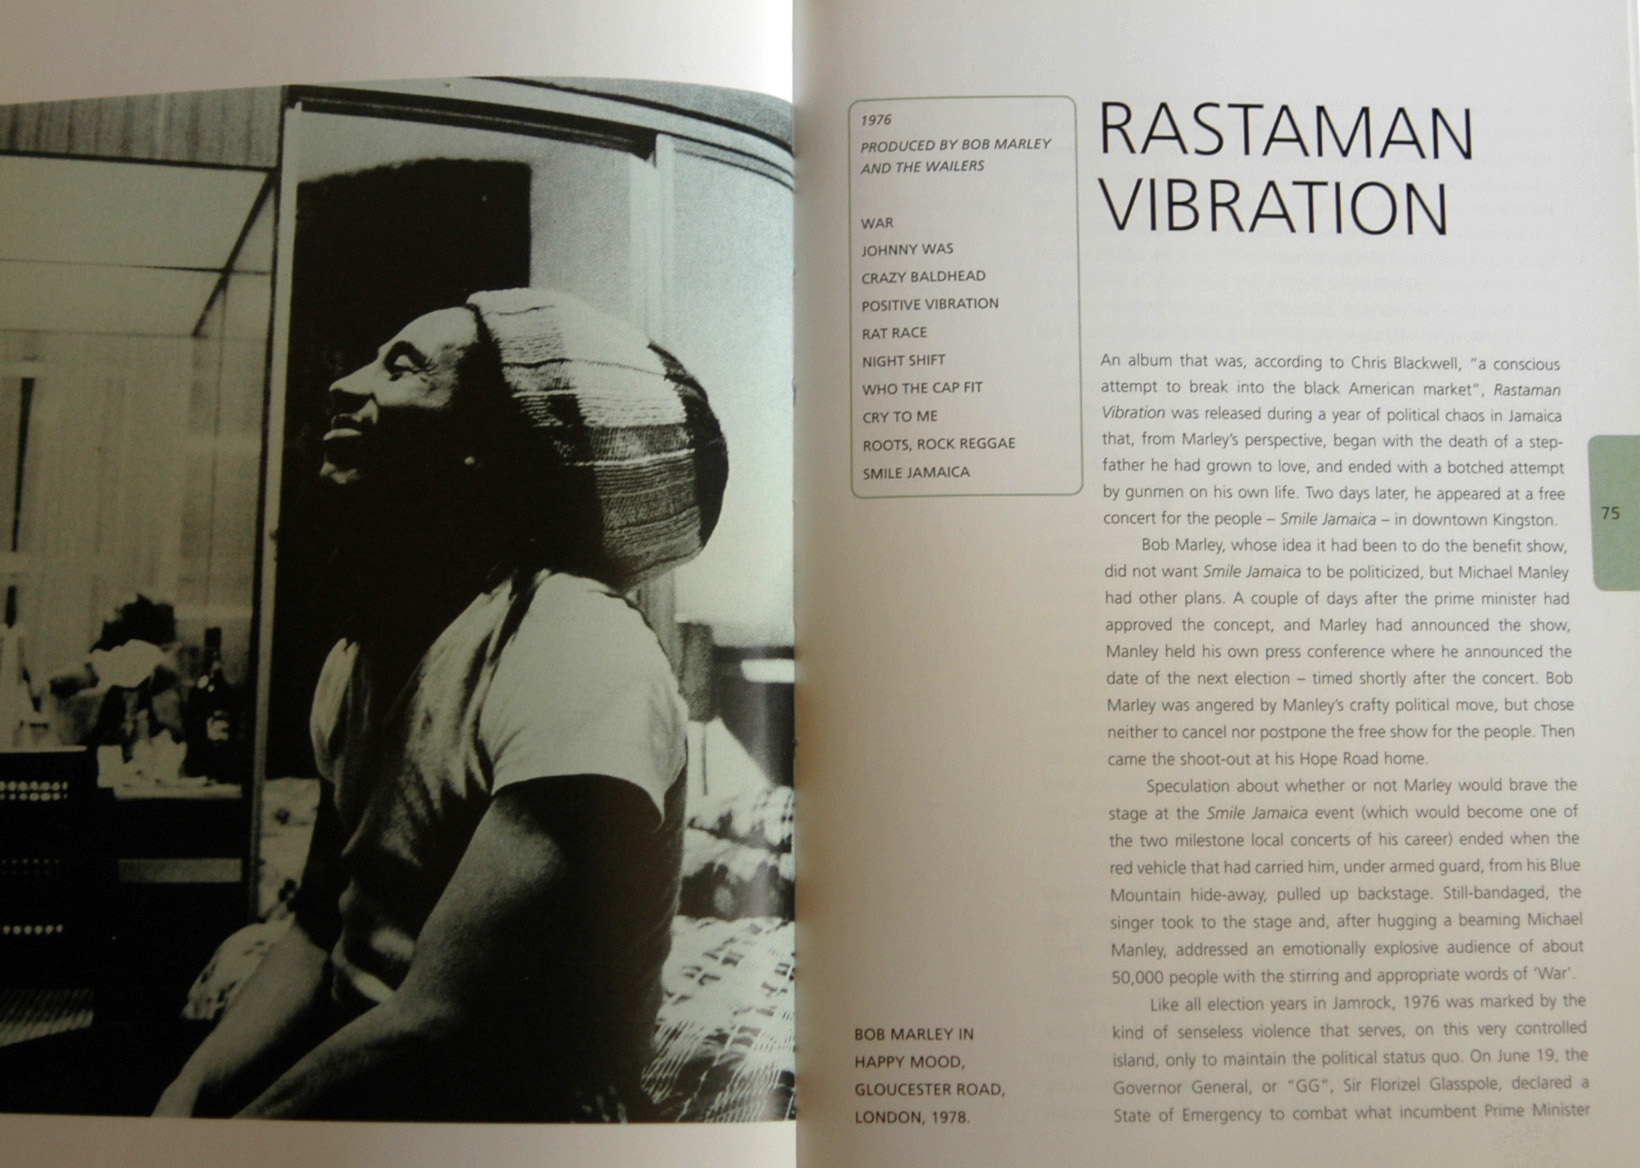 1976
PRODUCED BY BOB MARLEY
AND THE WAILERS
WAR
JOHNNY WAS
CRAZY BALDHEAD
POSITIVE VIBRATION
RAT RACE
NIGHT SHIFT
WHO THE CAP FIT
CRY TO ME
ROOTS, ROCK REGGAE
SMILE JAMAICA
RASTAMAN
VIBRATION
An album that was, according to Chris Blackwell, "a conscious
attempt to break into the black American market", Rastaman
Vibration was released during a year of political chaos in Jamaica
that, from Marley's perspective, began with the death of a step-
father he had grown to love, and ended with a botched attempt
by gunmen on his own life. Two days later, he appeared at a free
concert for the people – Smile Jamaica – in downtown Kingston.
Bob Marley, whose idea it had been to do the benefit show,
did not want Smile Jamaica to be politicized, but Michael Manley
had other plans. A couple of days after the prime minister had
approved the concept, and Marley had announced the show,
Manley held his own press conference where he announced the
date of the next election – timed shortly after the concert. Bob
Marley was angered by Manley's crafty political move, but chose
neither to cancel nor postpone the free show for the people. Then
came the shoot-out at his Hope Road home.
Speculation about whether or not Marley would brave the
stage at the Smile Jamaica event (which would become one of
the two milestone local concerts of his career) ended when the
red vehicle that had carried him, under armed guard, from his Blue
Mountain hide-away, pulled up backstage. Still-bandaged, the
singer took to the stage and, after hugging a beaming Michael
Manley, addressed an emotionally explosive audience of about
50,000 people with the stirring and appropriate words of 'War'.
Like all election years in Jamrock, 1976 was marked by the
kind of senseless violence that serves, on this very controlled
island, only to maintain the political status quo. On June 19, the
Governor General, or "GG", Sir Florizel Glasspole, declared a
State of Emergency to combat what incumbent Prime Minister
75
BOB MARLEY IN
HAPPY MOOD,
GLOUCESTER ROAD,
LONDON, 1978.